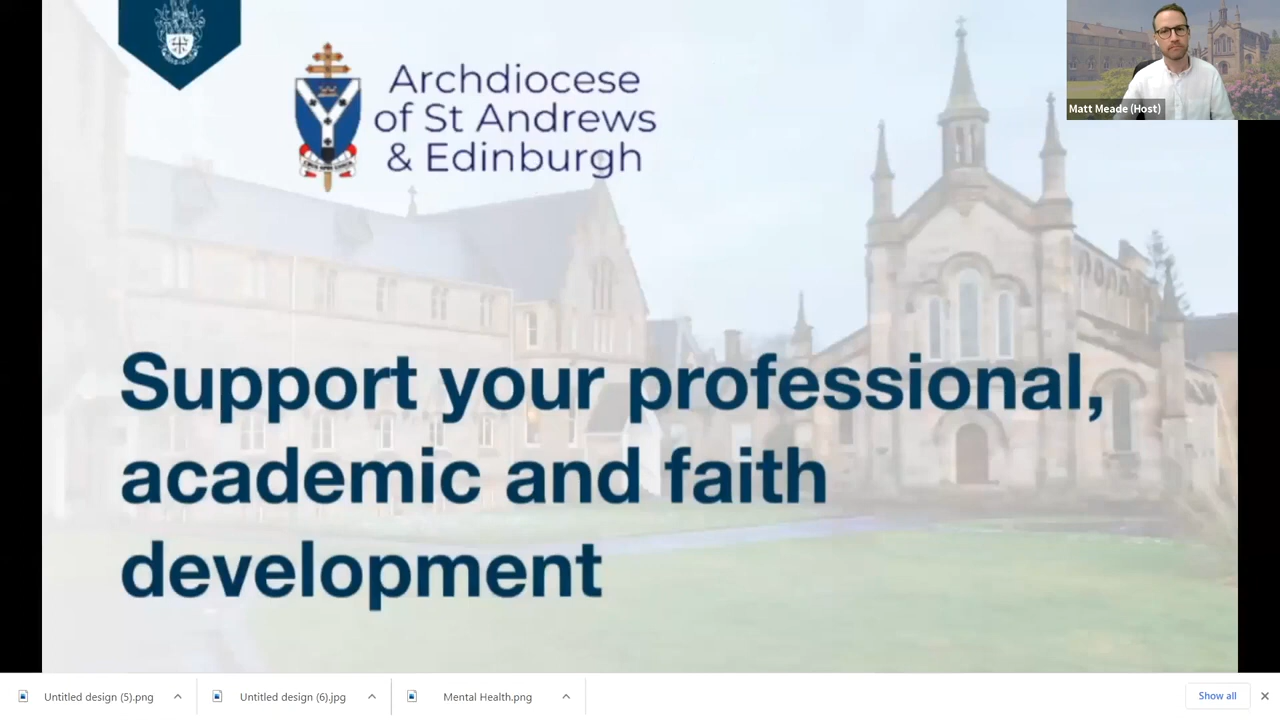 Archdiocese
of St Andrews
& Edinburgh
Matt Meade (Host)
Support your professional,
academic and faith
development
Untitled design (5).png
Untitled design (6).jpg
Mental Health.png
Show all